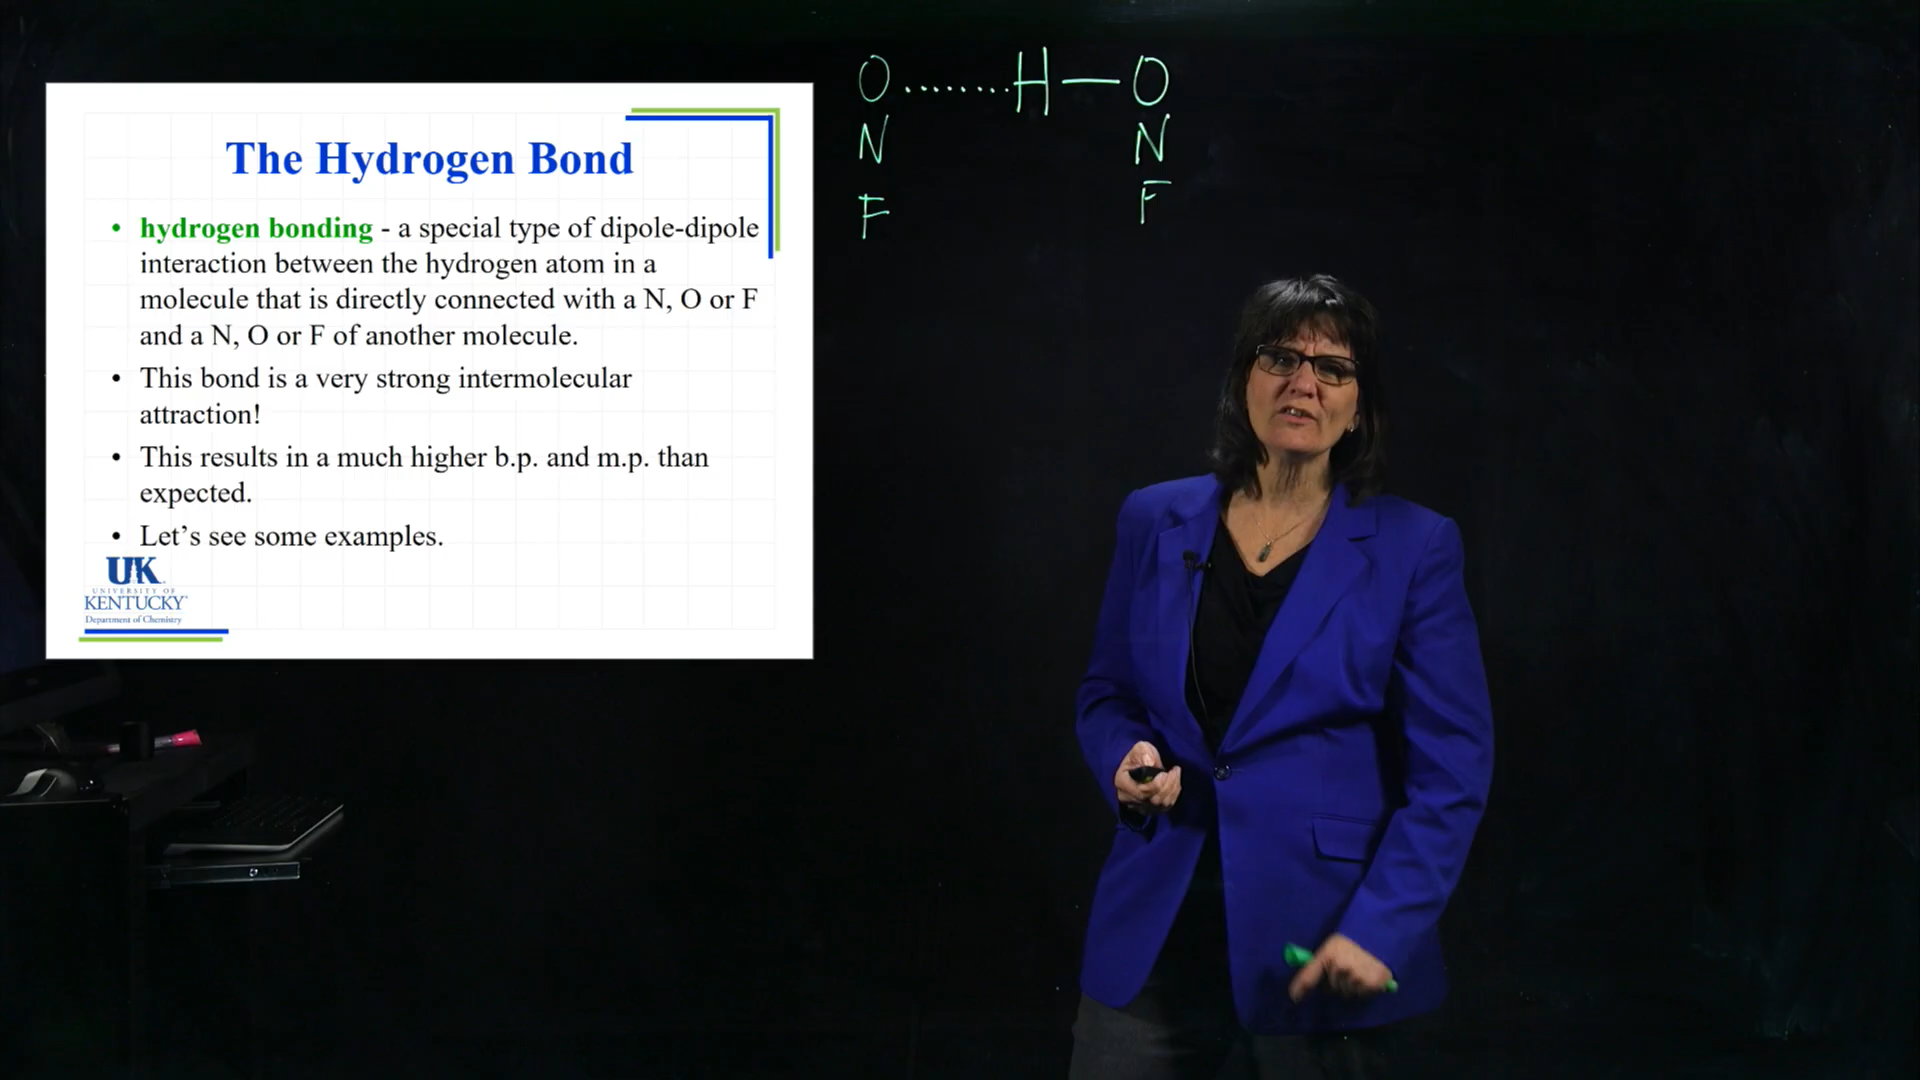 The Hydrogen Bond
• hydrogen bonding - a special type of dipole-dipole
interaction between the hydrogen atom in a
molecule that is directly connected with a N, O or F
and a N, O or F of another molecule.
• This bond is a very strong intermolecular
attraction!
• This results in a much higher b.p. and m.p. than
expected.
• Let’s see some examples.
UK
UNIVERSITY OF
KENTUCKY
Department of Chemistry
O ........ H — O
N N
F F